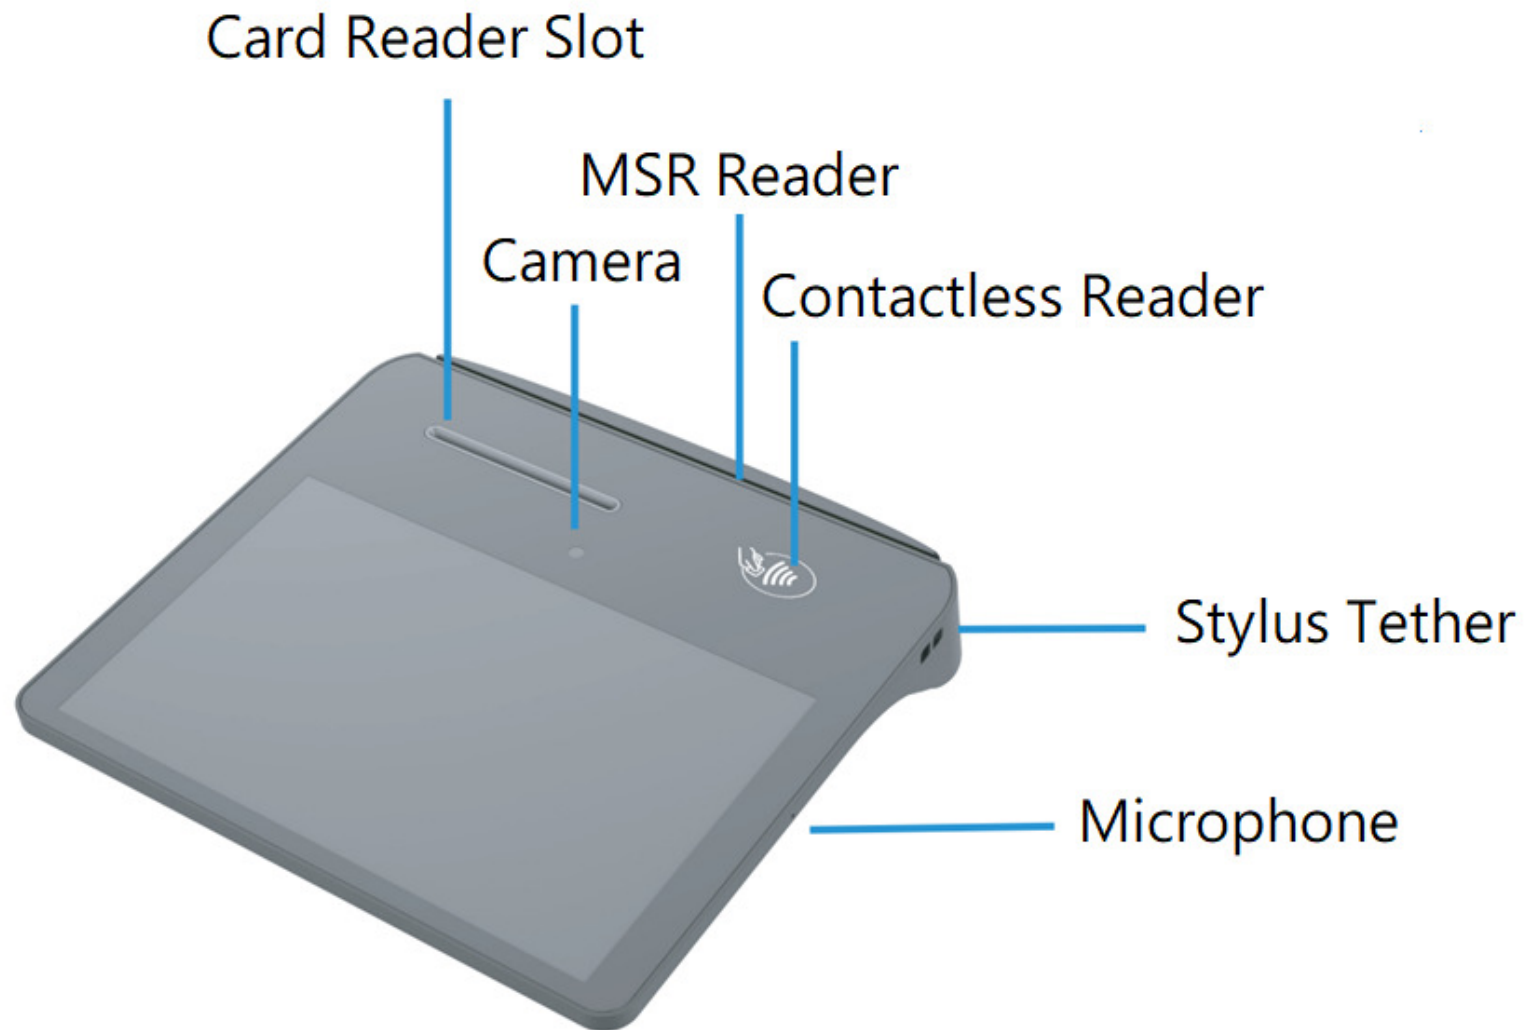 Card Reader Slot
MSR Reader
Camera
Contactless Reader
Stylus Tether
Microphone